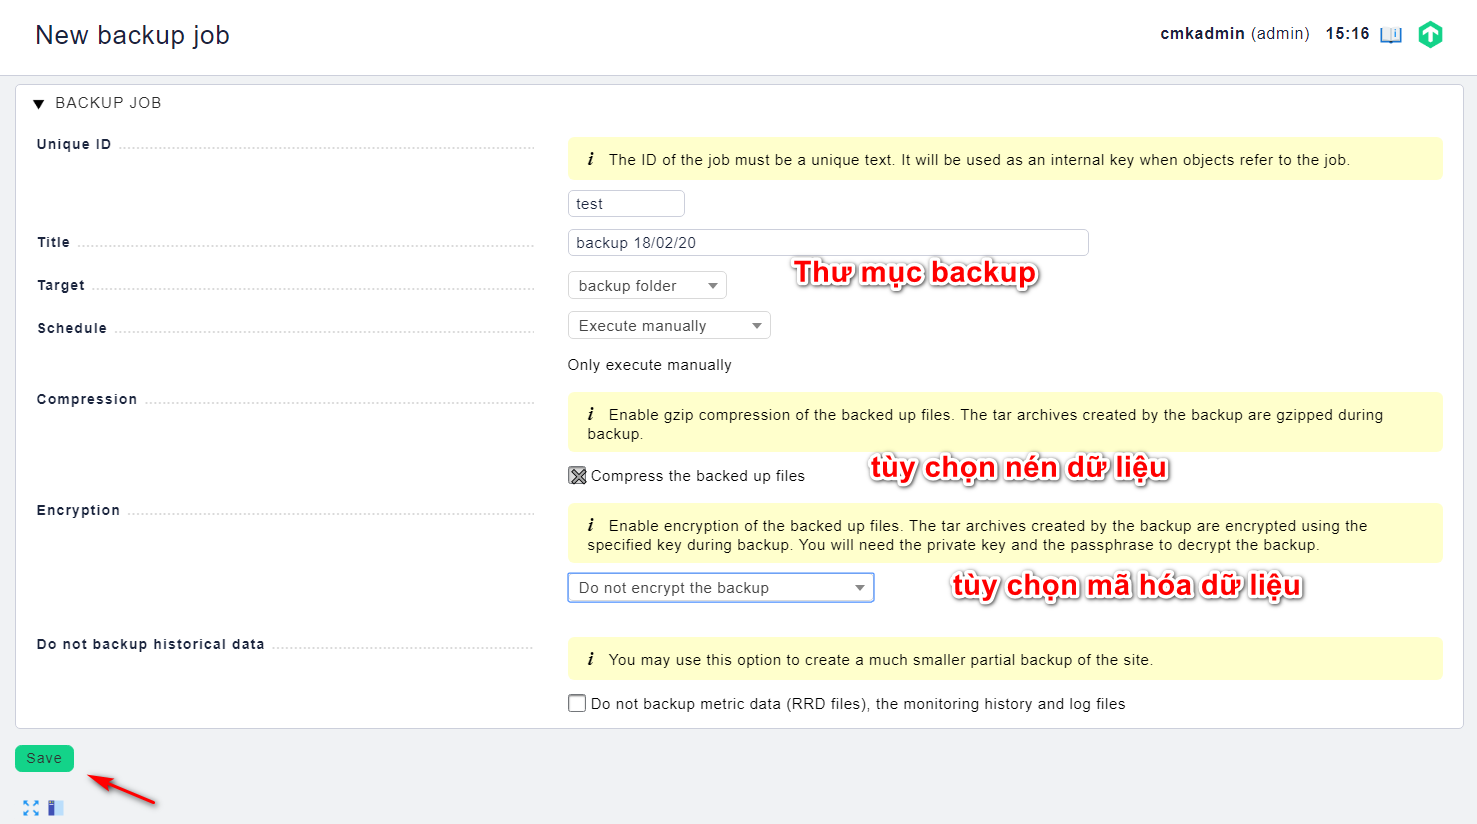 New backup job
cmkadmin (admin) 15:16
BACKUP JOB
Unique ID
i The ID of the job must be a unique text. It will be used as an internal key when objects refer to the job.
test
Title
backup 18/02/20
Thư mục backup
Target
backup folder
Schedule
Execute manually
Only execute manually
Compression
i Enable gzip compression of the backed up files. The tar archives created by the backup are gzipped during
backup.
tùy chọn nén dữ liệu
Compress the backed up files
Encryption
i Enable encryption of the backed up files. The tar archives created by the backup are encrypted using the
specified key during backup. You will need the private key and the passphrase to decrypt the backup.
Do not encrypt the backup
tùy chọn mã hóa dữ liệu
Do not backup historical data
i You may use this option to create a much smaller partial backup of the site.
Do not backup metric data (RRD files), the monitoring history and log files
Save